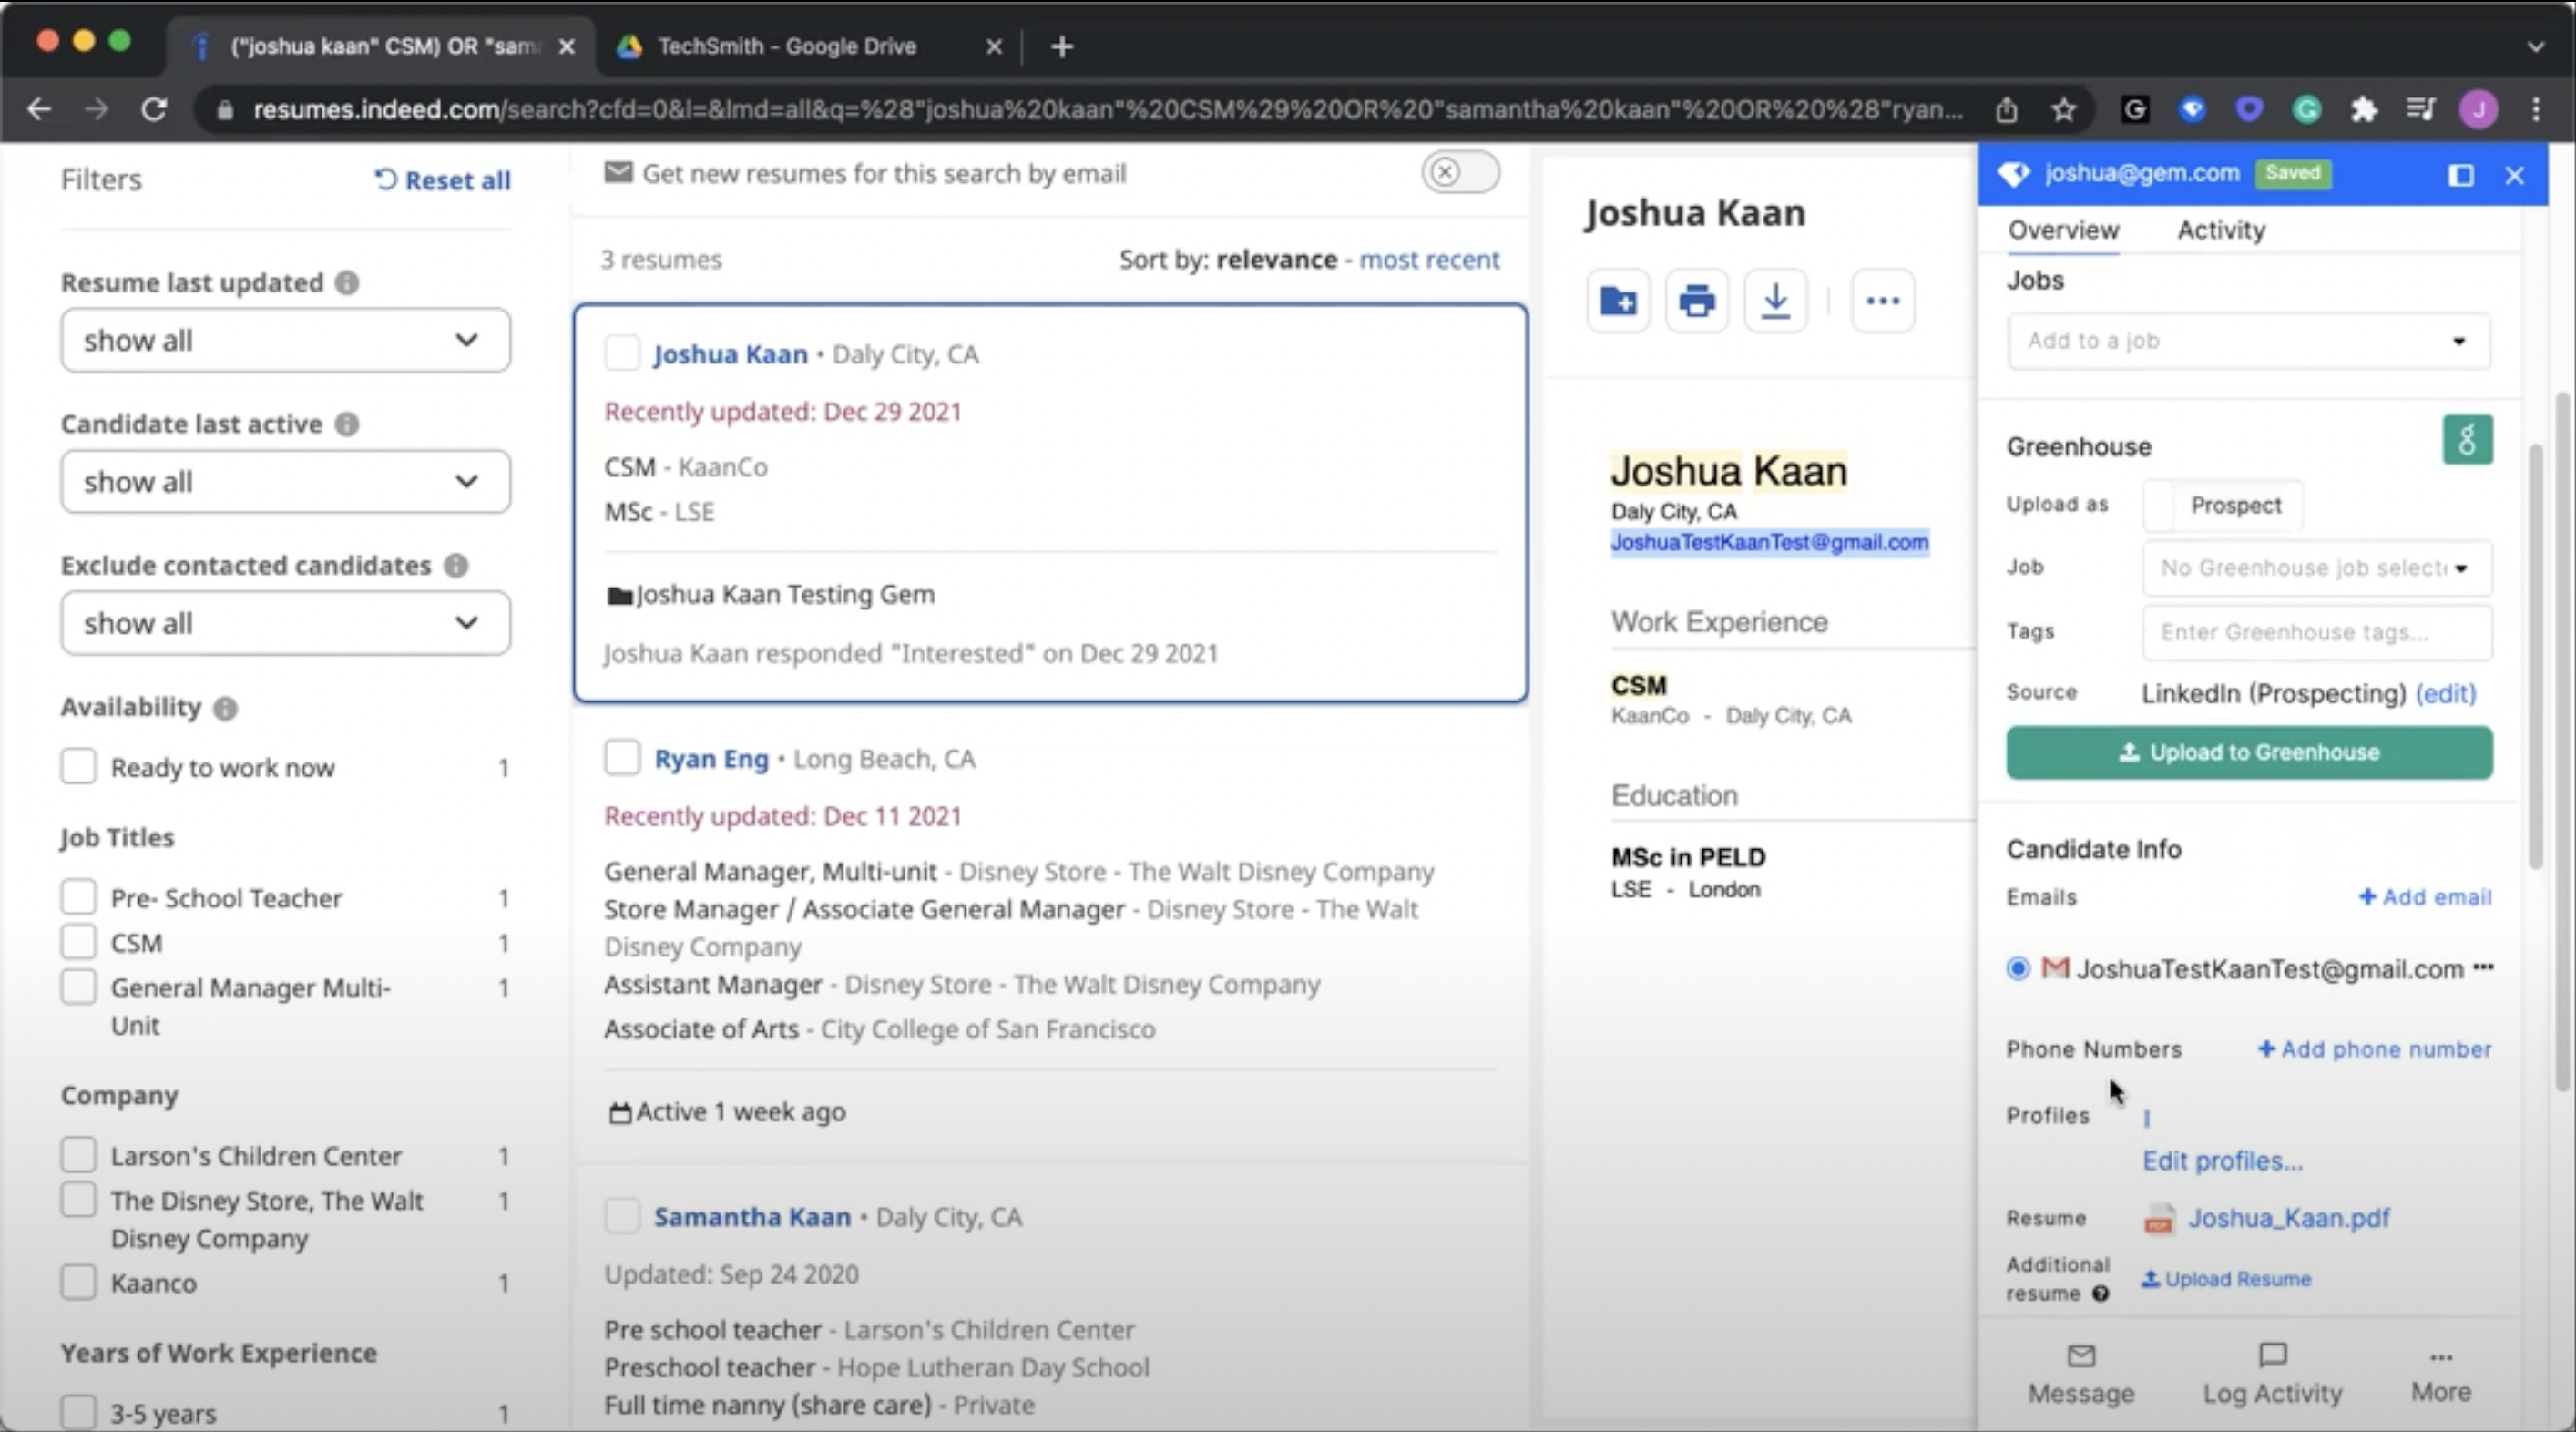 ("joshua kaan" CSM) OR "sam
TechSmith - Google Drive
resumes.indeed.com/search?cfd=0&l=&lmd=all&q=%28"joshua%20kaan"%20CSM%29%20OR%20"samantha%20kaan"%20OR%20%28"ryan...
J
Filters
Reset all
Resume last updated
show all
Candidate last active
show all
Exclude contacted candidates
show all
Availability
Ready to work now 1
Job Titles
Pre- School Teacher 1
CSM 1
General Manager Multi- 1
Unit
Company
Larson's Children Center 1
The Disney Store, The Walt 1
Disney Company
Kaanco 1
Years of Work Experience
3-5 years 1
Get new resumes for this search by email
3 resumes
Sort by: relevance - most recent
Joshua Kaan • Daly City, CA
Recently updated: Dec 29 2021
CSM - KaanCo
MSc - LSE
Joshua Kaan Testing Gem
Joshua Kaan responded "Interested" on Dec 29 2021
Ryan Eng • Long Beach, CA
Recently updated: Dec 11 2021
General Manager, Multi-unit - Disney Store - The Walt Disney Company
Store Manager / Associate General Manager - Disney Store - The Walt
Disney Company
Assistant Manager - Disney Store - The Walt Disney Company
Associate of Arts - City College of San Francisco
Active 1 week ago
Samantha Kaan • Daly City, CA
Updated: Sep 24 2020
Pre school teacher - Larson's Children Center
Preschool teacher - Hope Lutheran Day School
Full time nanny (share care) - Private
Joshua Kaan
Joshua Kaan
Daly City, CA
JoshuaTestKaanTest@gmail.com
Work Experience
CSM
KaanCo - Daly City, CA
Education
MSc in PELD
LSE - London
joshua@gem.com Saved
Overview Activity
Jobs
Add to a job
Greenhouse
Upload as Prospect
Job No Greenhouse job selecte
Tags Enter Greenhouse tags...
Source LinkedIn (Prospecting) (edit)
Upload to Greenhouse
Candidate Info
Emails + Add email
JoshuaTestKaanTest@gmail.com
Phone Numbers + Add phone number
Profiles
Edit profiles...
Resume Joshua_Kaan.pdf
Additional
resume
Upload Resume
Message Log Activity More